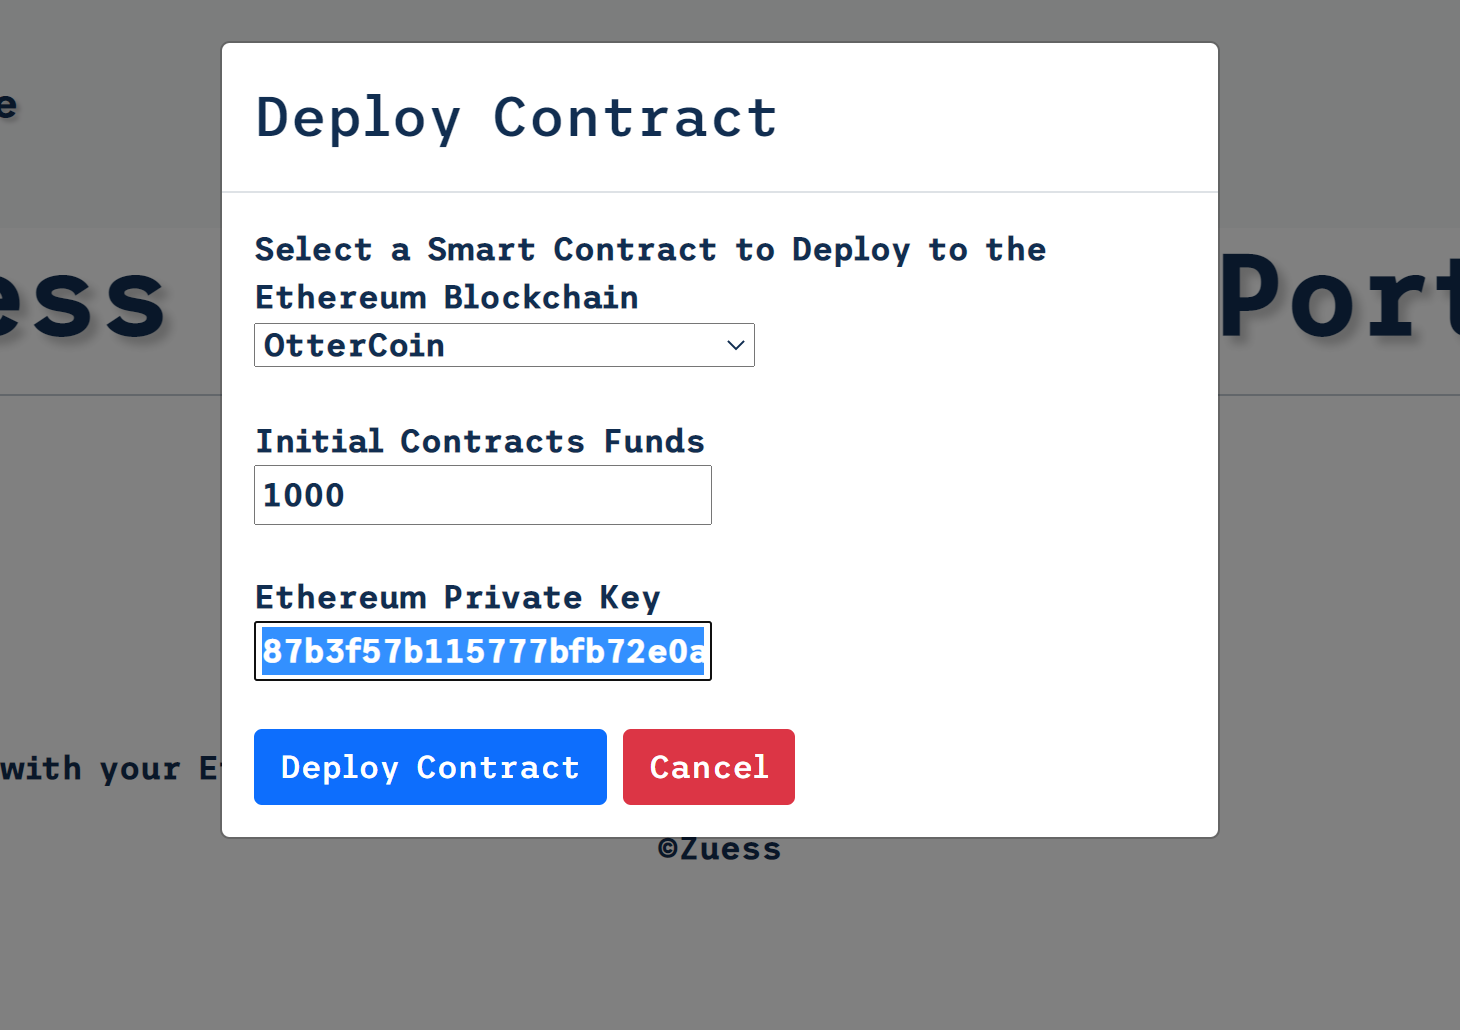 e
Deploy Contract
ess
Port
Select a Smart Contract to Deploy to the
Ethereum Blockchain
OtterCoin
Initial Contracts Funds
1000
Ethereum Private Key
87b3f57b115777bfb72e0a
with your Et
Deploy Contract
Cancel
©Zuess